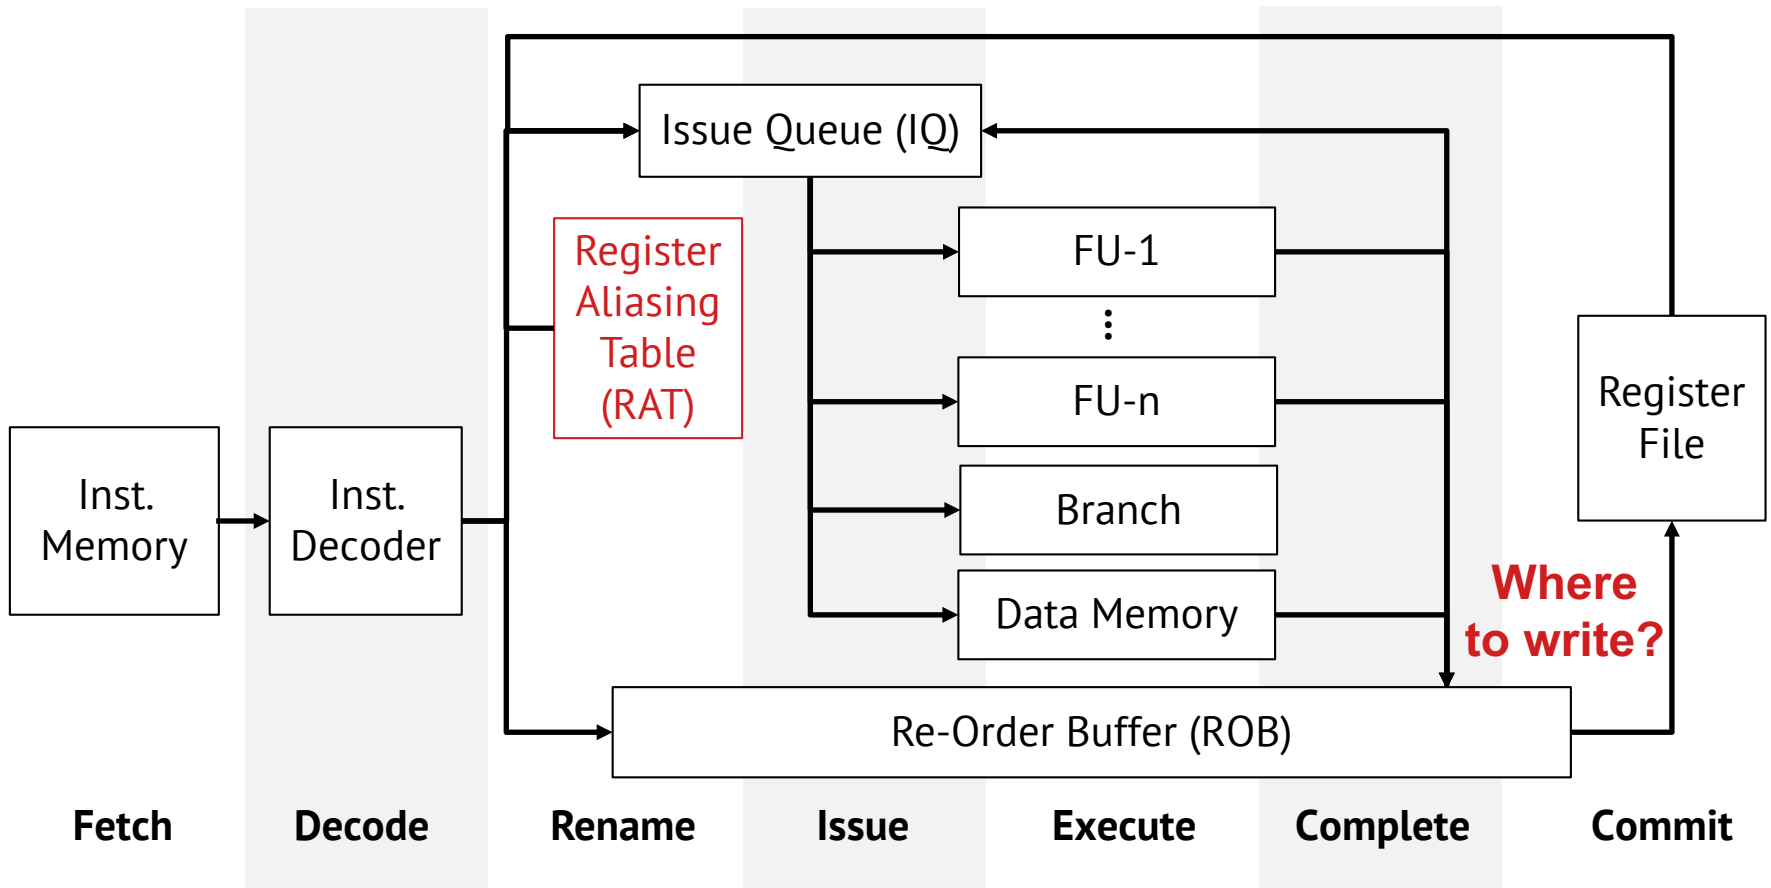 Issue Queue (IQ)
Register
Aliasing
Table
(RAT)
FU-1
⋮
FU-n
Register
File
Inst.
Memory
Inst.
Decoder
Branch
Where
to write?
Data Memory
Re-Order Buffer (ROB)
Fetch
Decode
Rename
Issue
Execute
Complete
Commit